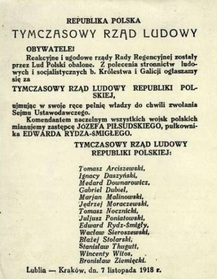 REPUBLIKA POLSKA
TYMCZASOWY RZĄD LUDOWY
OBYWATELE!
Reakcyjne i ugodowe rządy Rady Regencyjnej zostały
przez Lud Polski obalone. Z polecenia stronnictw ludo-
wych i socjalistycznych b. Królestwa i Galicji ogłaszamy
się za
TYMCZASOWY RZĄD LUDOWY REPUBLIKI POL-
SKIEJ,
ujmując w swoje ręce pełnię władzy do chwili zwołania
Sejmu Ustawodawczego.
Komendantem naczelnym wszystkich wojsk polskich
mianujemy zastępcę JÓZEFA PIŁSUDSKIEGO, pułkowni-
ka EDWARDA RYDZA-ŚMIGŁEGO.
TYMCZASOWY RZĄD LUDOWY
REPUBLIKI POLSKIEJ:
Tomasz Arciszewski,
Ignacy Daszyński,
Medard Downarowicz,
Gabriel Dubiel,
Marjan Malinowski,
Jędrzej Moraczewski,
Tomasz Nocznicki,
Juljusz Poniatowski,
Edward Rydz-Śmigły,
Wacław Sieroszewski,
Błażej Stolarski,
Stanisław Thugutt,
Wincenty Witos,
Bronisław Ziemięcki.
Lublin — Kraków, dn. 7 listopada 1918 r.